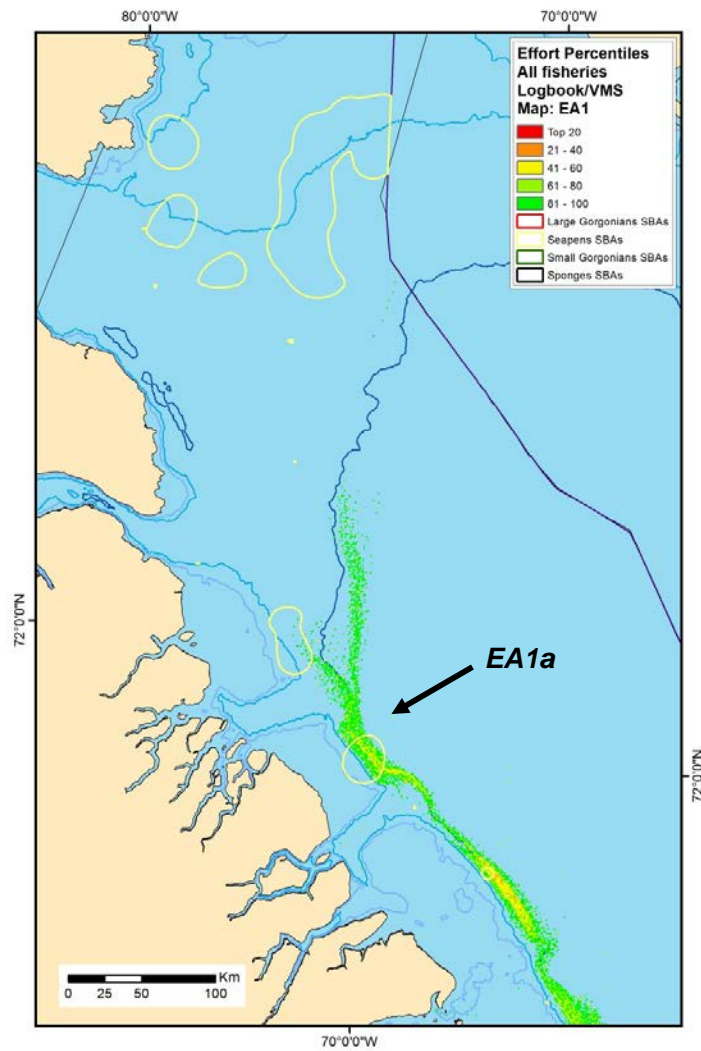 80°0'0"W
70°0'0"W
Effort Percentiles
All fisheries
Logbook/VMS
Map: EA1
Top 20
21 - 40
41 - 60
61 - 80
81 - 100
Large Gorgonians SBAs
Seapens SBAs
Small Gorgonians SBAs
Sponges SBAs
72°0'0"N
EA1a
72°0'0"N
Km
0 25 50 100
70°0'0"W